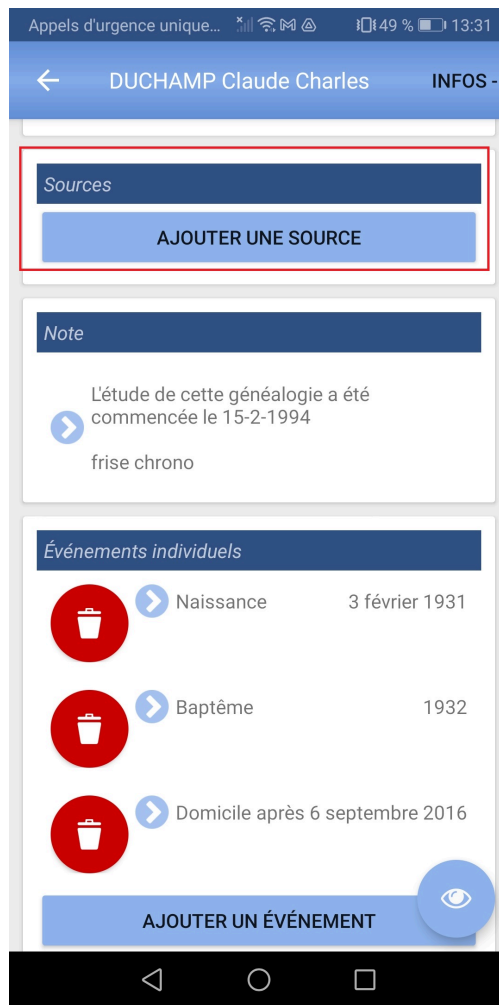 Appels d'urgence unique... 49 % 13:31
DUCHAMP Claude Charles INFOS -
Sources
AJOUTER UNE SOURCE
Note
L'étude de cette généalogie a été
commencée le 15-2-1994
frise chrono
Événements individuels
Naissance 3 février 1931
Baptême 1932
Domicile après 6 septembre 2016
AJOUTER UN ÉVÉNEMENT